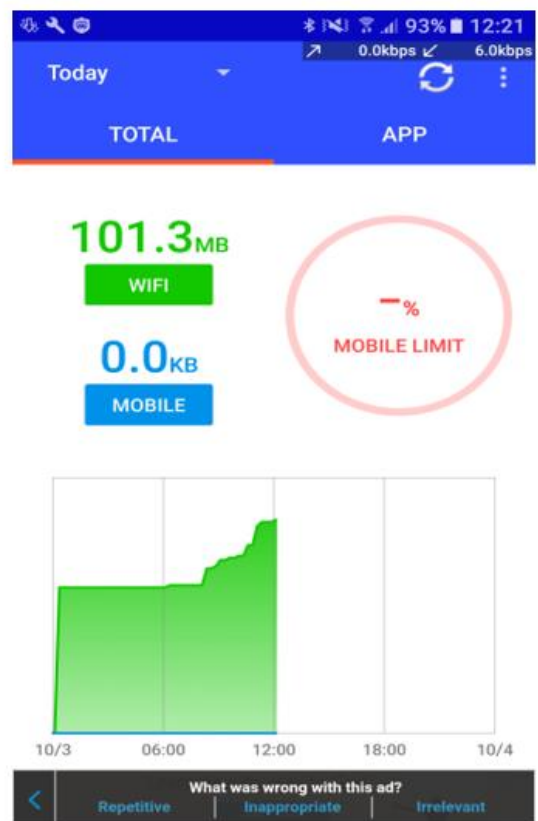 93% 12:21
0.0kbps 6.0kbps
Today
TOTAL APP
101.3MB
WIFI
0.0KB
MOBILE
-%
MOBILE LIMIT
10/3 06:00 12:00 18:00 10/4
What was wrong with this ad?
Repetitive Inappropriate Irrelevant